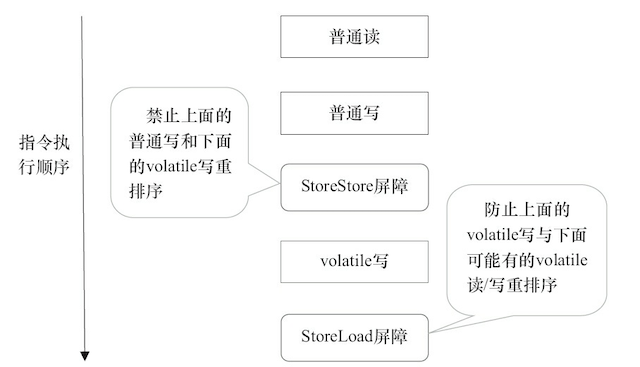 普通读
普通写
禁止上面的
普通写和下面
的volatile写重
排序
指令执
行顺序
StoreStore屏障
防止上面的
volatile写与下面
可能有的volatile
读/写重排序
volatile写
StoreLoad屏障